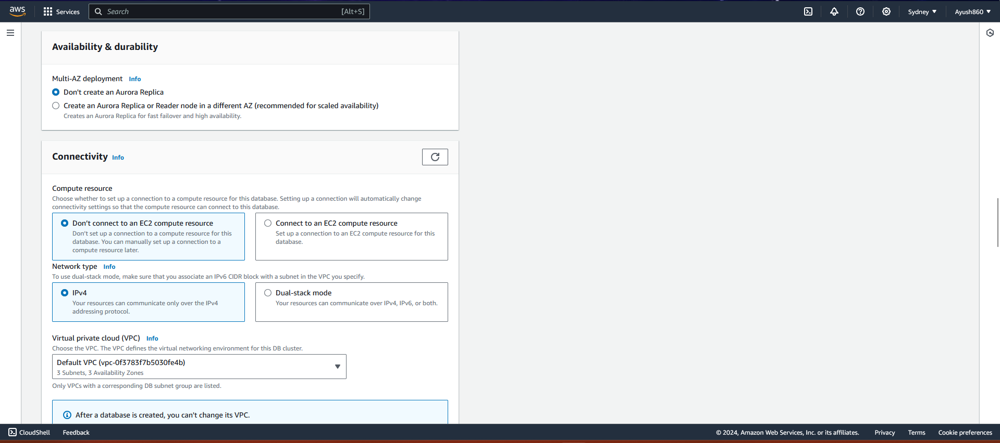 aws
Services
Search
[Alt+S]
Sydney
Ayush860
Availability & durability
Multi-AZ deployment Info
Don't create an Aurora Replica
Create an Aurora Replica or Reader node in a different AZ (recommended for scaled availability)
Creates an Aurora Replica for fast failover and high availability.
Connectivity Info
Compute resource
Choose whether to set up a connection to a compute resource for this database. Setting up a connection will automatically change
connectivity settings so that the compute resource can connect to this database.
Don't connect to an EC2 compute resource
Don't set up a connection to a compute resource for this
database. You can manually set up a connection to a
compute resource later.
Connect to an EC2 compute resource
Set up a connection to an EC2 compute resource for this
database.
Network type Info
To use dual-stack mode, make sure that you associate an IPv6 CIDR block with a subnet in the VPC you specify.
IPv4
Your resources can communicate only over the IPv4
addressing protocol.
Dual-stack mode
Your resources can communicate over IPv4, IPv6, or both.
Virtual private cloud (VPC) Info
Choose the VPC. The VPC defines the virtual networking environment for this DB cluster.
Default VPC (vpc-0f3783f7b5030fe4b)
3 Subnets, 3 Availability Zones
Only VPCs with a corresponding DB subnet group are listed.
After a database is created, you can't change its VPC.
CloudShell
Feedback
© 2024, Amazon Web Services, Inc. or its affiliates.
Privacy
Terms
Cookie preferences